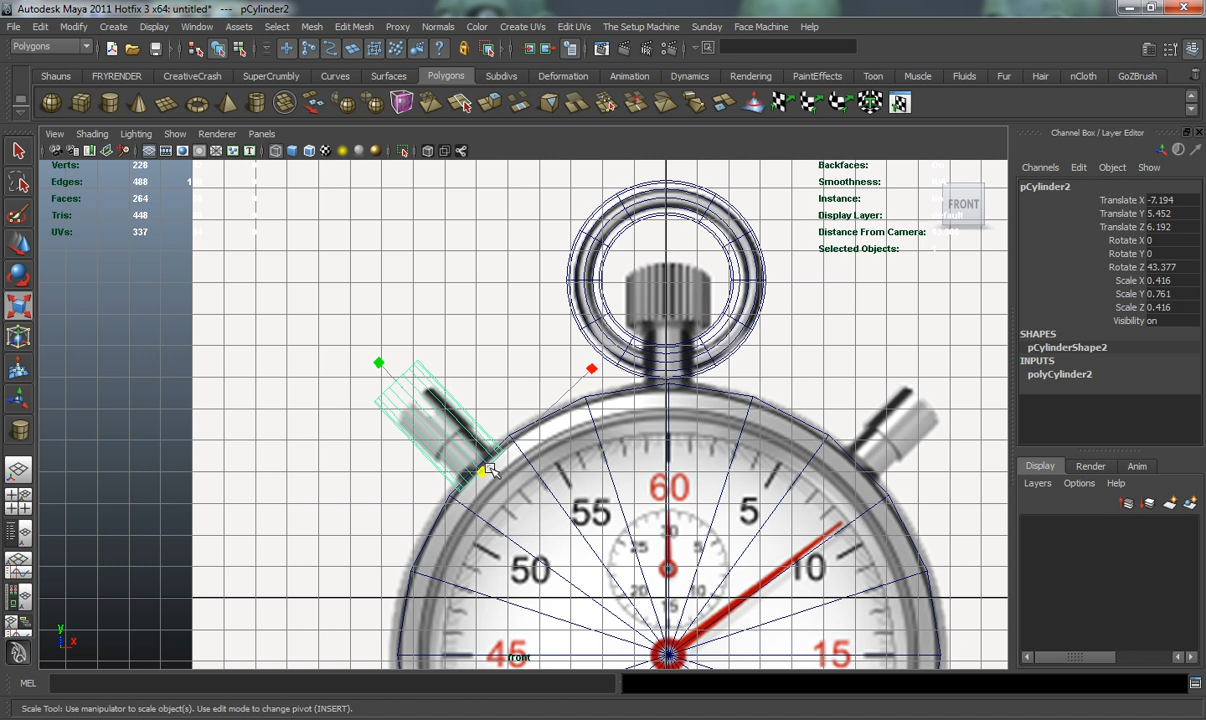 Autodesk Maya 2011 Hotfix 3 x64: untitled* --- pCylinder2
File Edit Modify Create Display Window Assets Select Mesh Edit Mesh Proxy Normals Color Create UVs Edit UVs The Setup Machine Sunday Face Machine Help
Polygons
Shauns FRYRENDER CreativeCrash SuperCrumbly Curves Surfaces Polygons Subdivs Deformation Animation Dynamics Rendering PaintEffects Toon Muscle Fluids Fur Hair nCloth GoZBrush
View Shading Lighting Show Renderer Panels
Channel Box / Layer Editor
Channels Edit Object Show
Verts: 228
Edges: 488
Faces: 264
Tris: 448
UVs: 337
Backfaces:
Smoothness:
Instance:
Display Layer: default
Distance From Camera:
Selected Objects:
FRONT
pCylinder2
Translate X -7.194
Translate Y 5.452
Translate Z 6.192
Rotate X 0
Rotate Y 0
Rotate Z 43.377
Scale X 0.416
Scale Y 0.761
Scale Z 0.416
Visibility on
SHAPES
pCylinderShape2
INPUTS
polyCylinder2
60
55 5
50 10
45 15
30
25 5
20 10
15
Display Render Anim
Layers Options Help
y
x
front
MEL
Scale Tool: Use manipulator to scale object(s). Use edit mode to change pivot (INSERT).